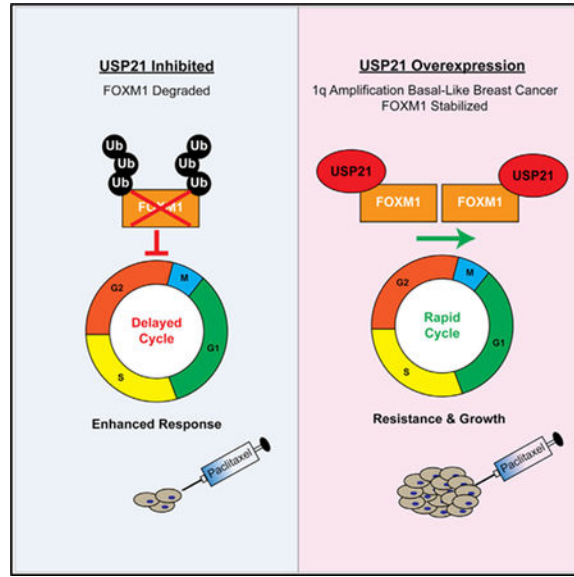 USP21 Inhibited
FOXM1 Degraded
Ub
Ub
Ub
Ub
Ub
Ub
FOXM1
G2
M
G1
S
Delayed
Cycle
Enhanced Response
Paclitaxel
USP21 Overexpression
1q Amplification Basal-Like Breast Cancer
FOXM1 Stabilized
USP21
USP21
FOXM1
FOXM1
G2
M
G1
S
Rapid
Cycle
Resistance & Growth
Paclitaxel